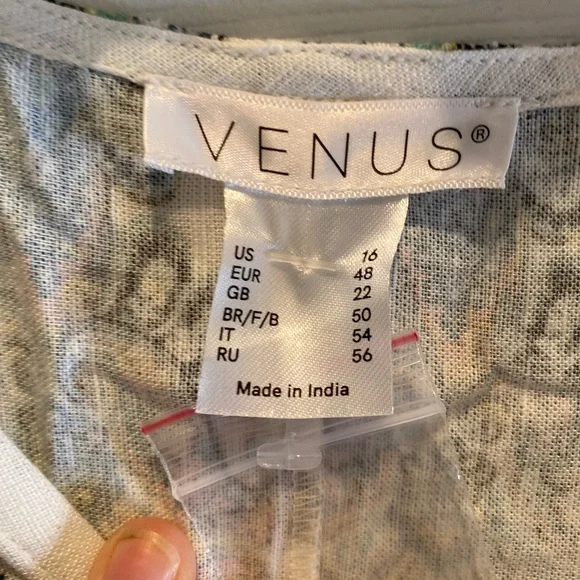 VENUS®
US 16
EUR 48
GB 22
BR/F/B 50
IT 54
RU 56
Made in India